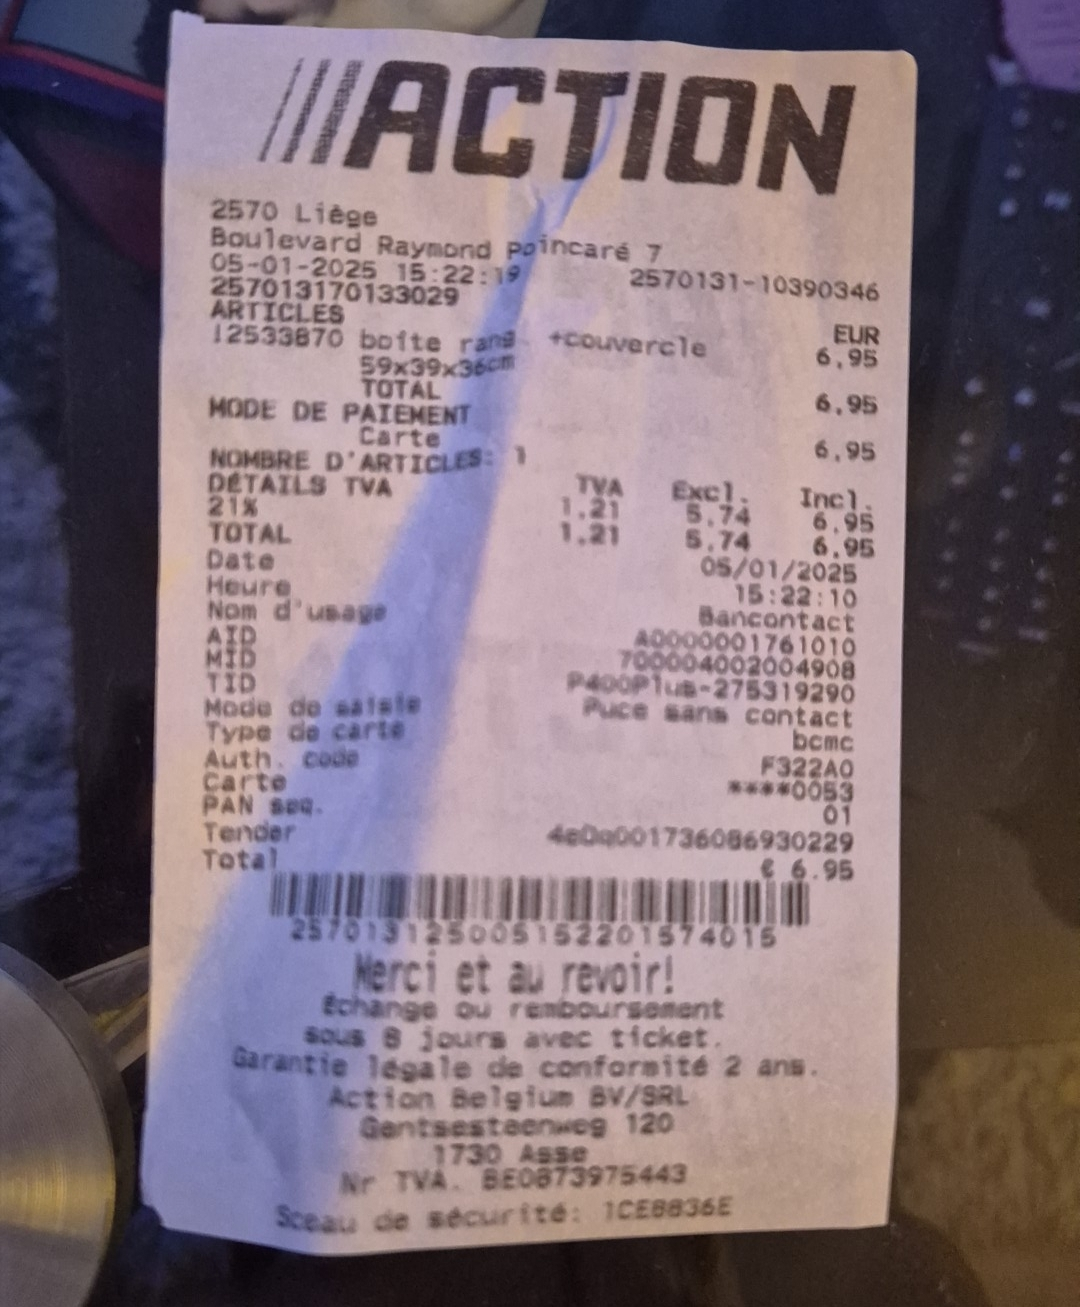 ACTION
2570 Liège
Boulevard Raymond Poincaré 7
05-01-2025 15:22:19 2570131-10390346
257013170133029
ARTICLES EUR
12533870 boîte rang. +couvercle 6,95
59x39x36cm
TOTAL 6,95
MODE DE PAIEMENT
Carte 6,95
NOMBRE D'ARTICLES: 1
DÉTAILS TVA TVA Excl. Incl.
21% 1,21 5,74 6,95
TOTAL 1,21 5,74 6,95
Date 05/01/2025
Heure 15:22:10
Nom d'usage Bancontact
AID A0000001761010
MID 700004002004908
TID P400Plus-275319290
Mode de saisie Puce sans contact
Type de carte bcmc
Auth. code F322A0
Carte ****0053
PAN seq. 01
Tender
Total € 6.95
257013125005152201574015
Merci et au revoir!
Échange ou remboursement
sous 8 jours avec ticket.
Garantie légale de conformité 2 ans.
Action Belgium BV/SRL
Gentsesteenweg 120
1730 Asse
Nr TVA. BE0873975443
Sceau de sécurité: 1CE8836E